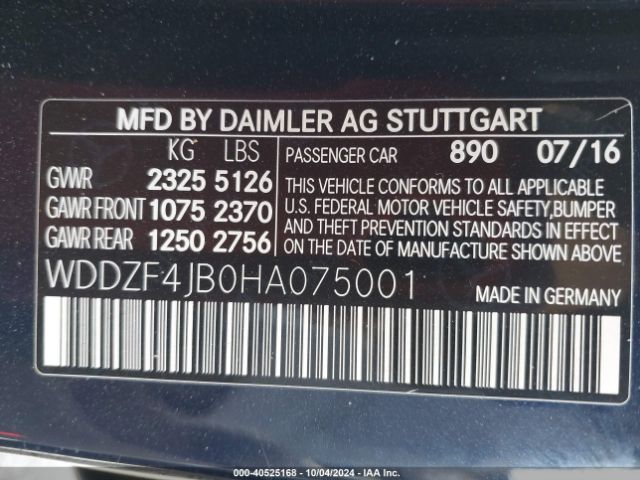 MFD BY DAIMLER AG STUTTGART
KG LBS
GVWR 2325 5126
GAWR FRONT 1075 2370
GAWR REAR 1250 2756
PASSENGER CAR 890 07/16
THIS VEHICLE CONFORMS TO ALL APPLICABLE
U.S. FEDERAL MOTOR VEHICLE SAFETY,BUMPER
AND THEFT PREVENTION STANDARDS IN EFFECT
ON THE DATE OF MANUFACTURE SHOWN ABOVE.
WDDZF4JB0HA075001
MADE IN GERMANY
000-40525168 - 10/04/2024 - IAA Inc.